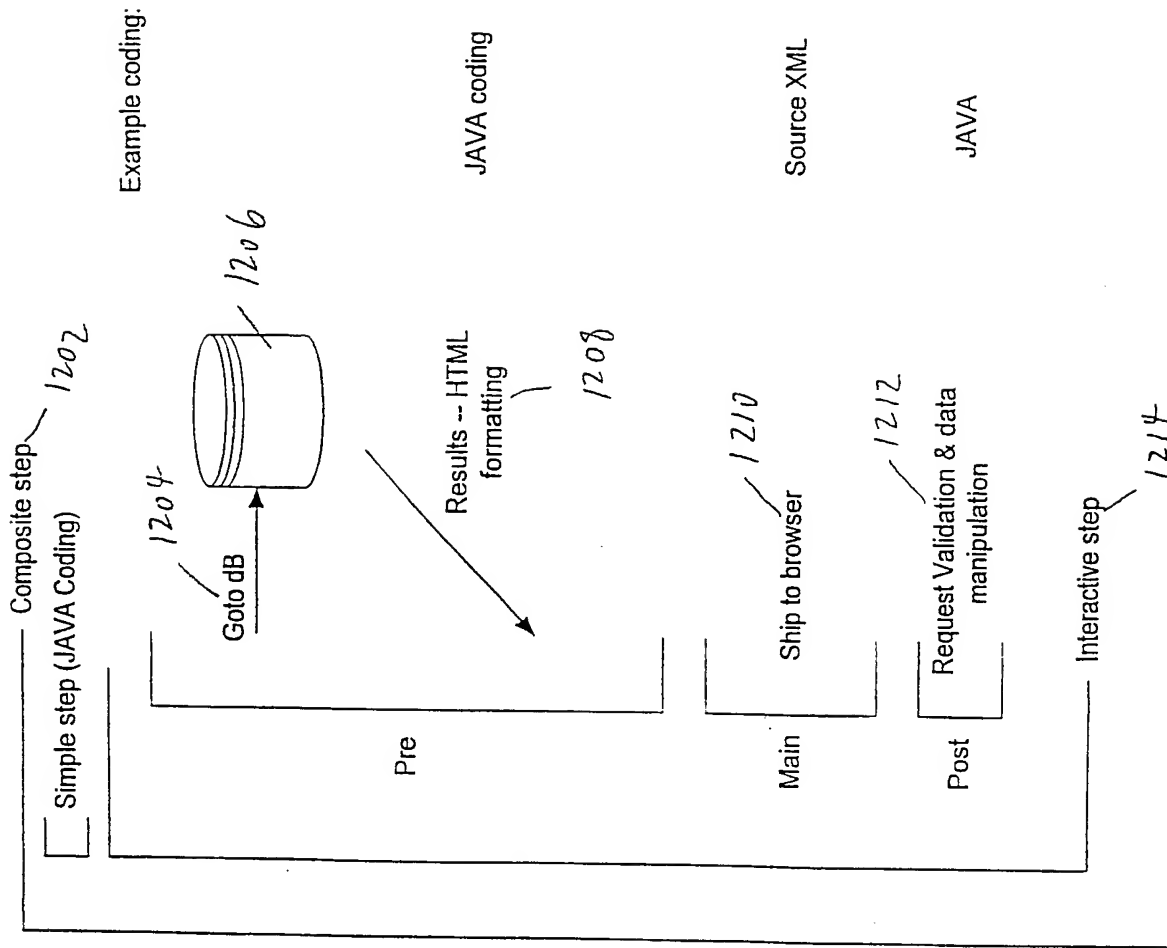 Composite step
1202
Simple step (JAVA Coding)
Example coding:
1204
Goto dB
1206
Pre
Results -- HTML
formatting
1208
JAVA coding
Main
Ship to browser
1210
Source XML
Post
Request Validation & data
manipulation
1212
JAVA
Interactive step
1214